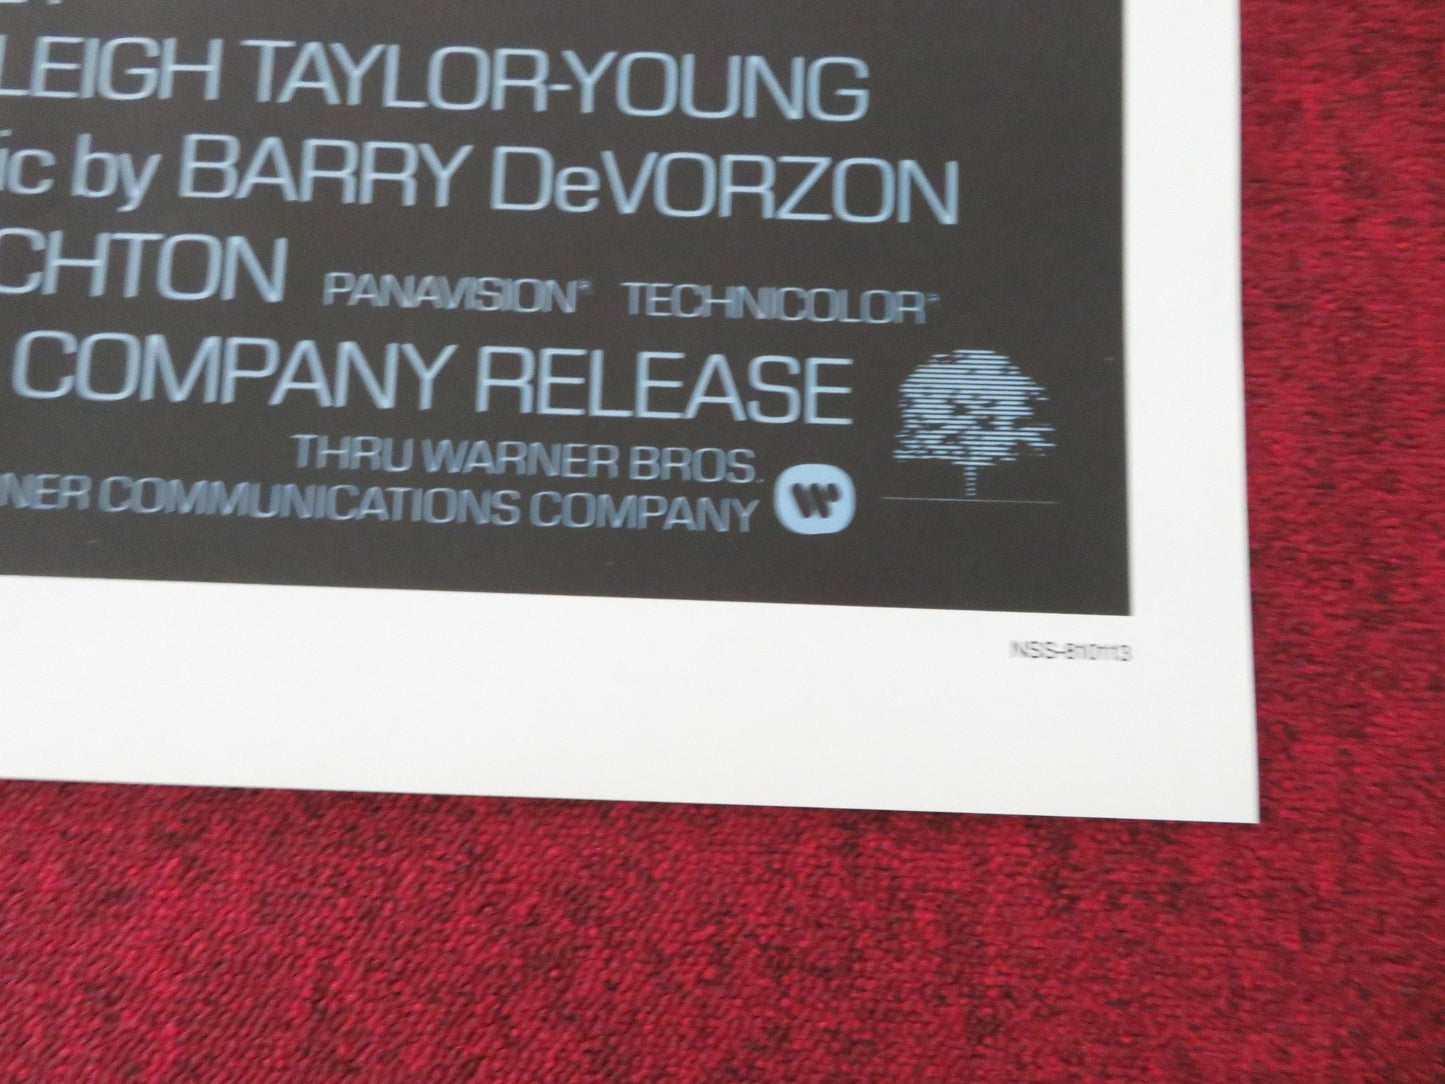 LEIGH TAYLOR-YOUNG
ic by BARRY DeVORZON
CHTON PANAVISION® TECHNICOLOR®
COMPANY RELEASE
THRU WARNER BROS.
NER COMMUNICATIONS COMPANY
NSS-810113